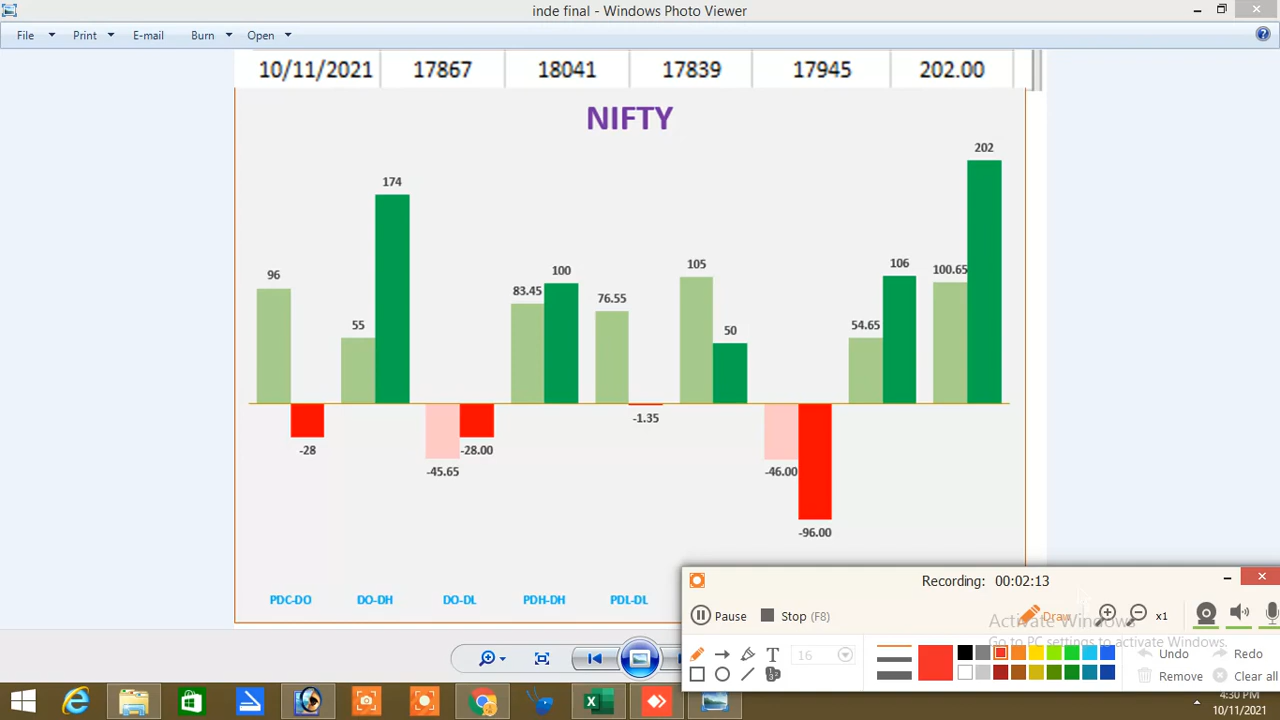 inde final - Windows Photo Viewer
File Print E-mail Burn Open
10/11/2021 17867 18041 17839 17945 202.00
NIFTY
202
174
96
55
83.45
100
76.55
105
50
54.65
106
100.65
-28
-45.65
-28.00
-1.35
-46.00
-96.00
PDC-DO DO-DH DO-DL PDH-DH PDL-DL
Recording: 00:02:13
Pause Stop (F8) Draw x1
Activate Windows
Go to PC settings to activate Windows.
16 Undo Redo
Remove Clear all
4:30 PM
10/11/2021